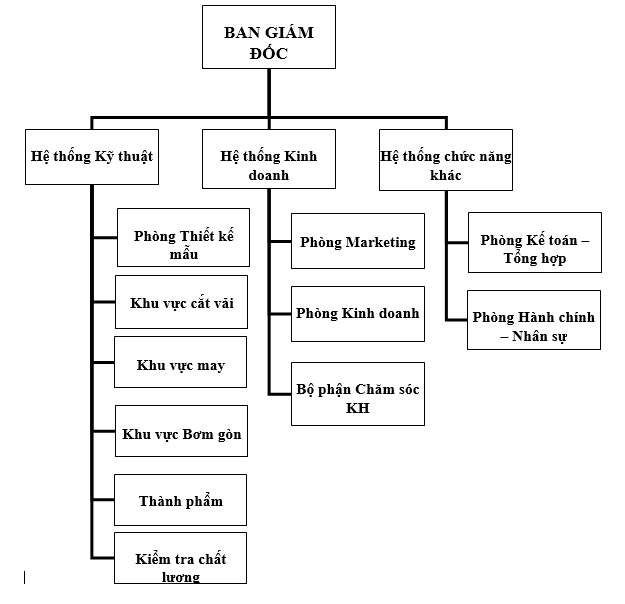 BAN GIÁM
ĐỐC
Hệ thống Kỹ thuật
Hệ thống Kinh
doanh
Hệ thống chức năng
khác
Phòng Thiết kế
mẫu
Khu vực cắt vải
Khu vực may
Khu vực Bơm gòn
Thành phẩm
Kiểm tra chất
lượng
Phòng Marketing
Phòng Kinh doanh
Bộ phận Chăm sóc
KH
Phòng Kế toán –
Tổng hợp
Phòng Hành chính
– Nhân sự